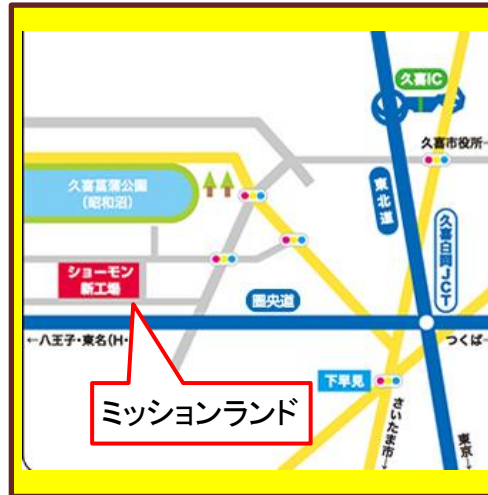 久喜IC
久喜市役所→
久喜菖蒲公園
(昭和沼)
東北道
久喜白岡JCT
ショーモン
新工場
圏央道
←八王子・東名(H・
つくば→
下早見
ミッションランド
さいたま市→
東京→